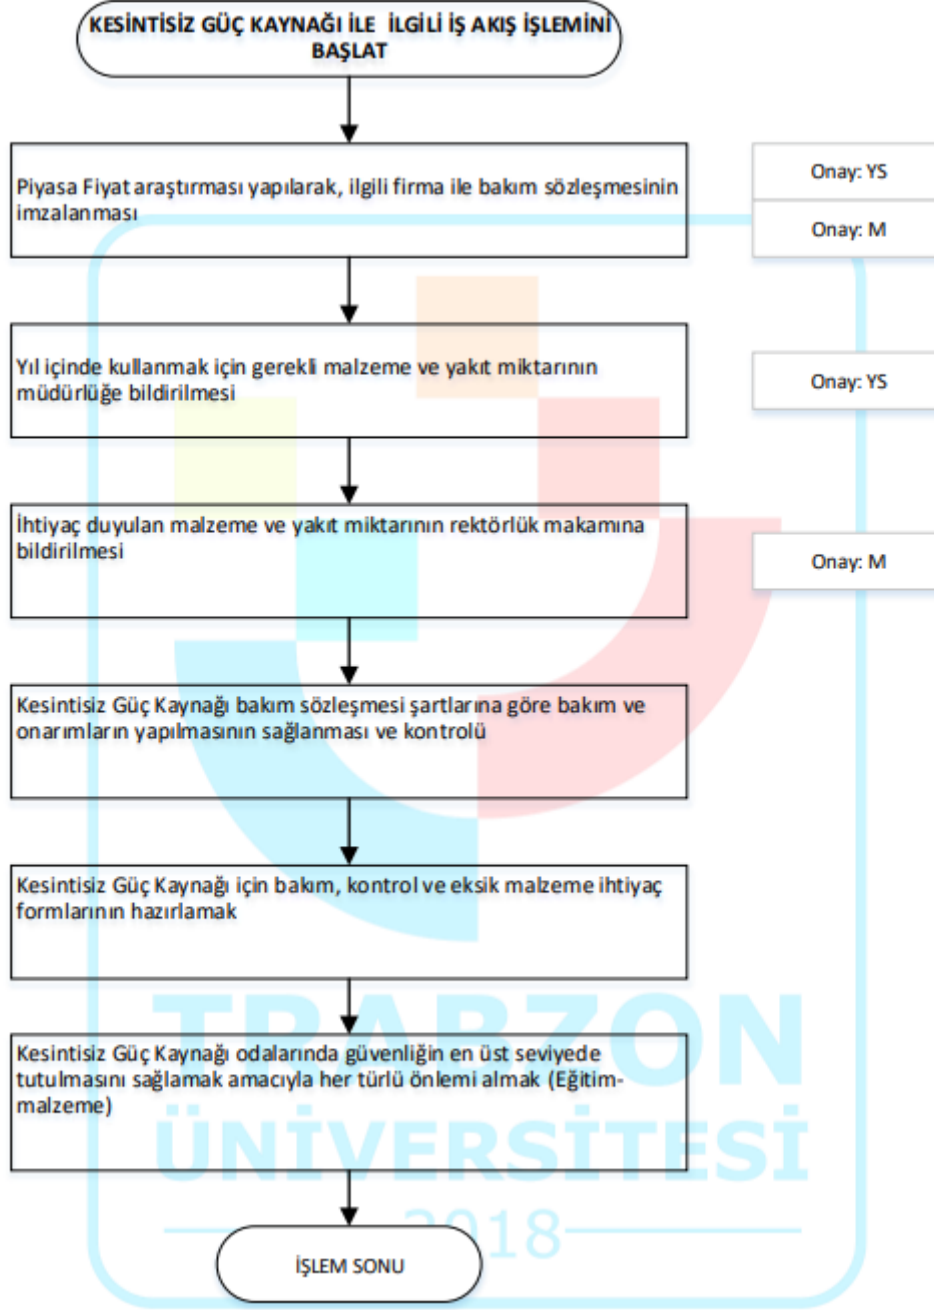 KESİNTİSİZ GÜÇ KAYNAĞI İLE İLGİLİ İŞ AKIŞ İŞLEMİNİ
BAŞLAT
Piyasa Fiyat araştırması yapılarak, ilgili firma ile bakım sözleşmesinin
imzalanması
Onay: YS
Onay: M
Yıl içinde kullanmak için gerekli malzeme ve yakıt miktarının
müdürlüğe bildirilmesi
Onay: YS
İhtiyaç duyulan malzeme ve yakıt miktarının rektörlük makamına
bildirilmesi
Onay: M
Kesintisiz Güç Kaynağı bakım sözleşmesi şartlarına göre bakım ve
onarımların yapılmasının sağlanması ve kontrolü
Kesintisiz Güç Kaynağı için bakım, kontrol ve eksik malzeme ihtiyaç
formlarının hazırlamak
Kesintisiz Güç Kaynağı odalarında güvenliğin en üst seviyede
tutulmasını sağlamak amacıyla her türlü önlemi almak (Eğitim-
malzeme)
TRABZON
ÜNİVERSİTESİ
2018
İŞLEM SONU